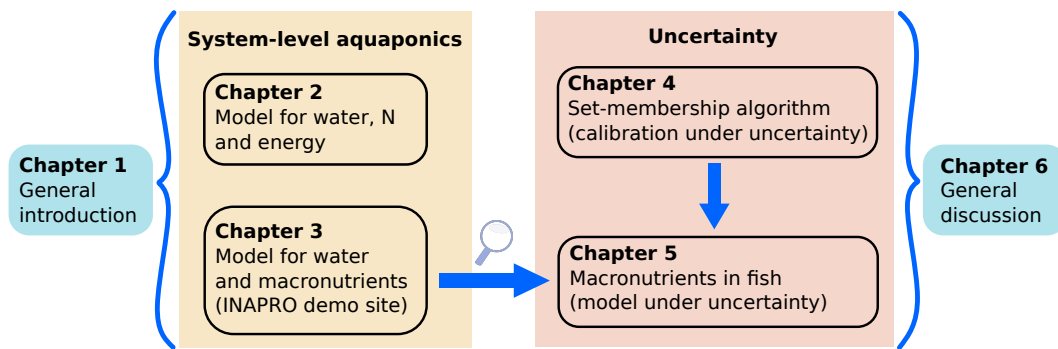 Chapter 1
General
introduction
System-level aquaponics
Chapter 2
Model for water, N
and energy
Chapter 3
Model for water
and macronutrients
(INAPRO demo site)
Uncertainty
Chapter 4
Set-membership algorithm
(calibration under uncertainty)
Chapter 5
Macronutrients in fish
(model under uncertainty)
Chapter 6
General
discussion